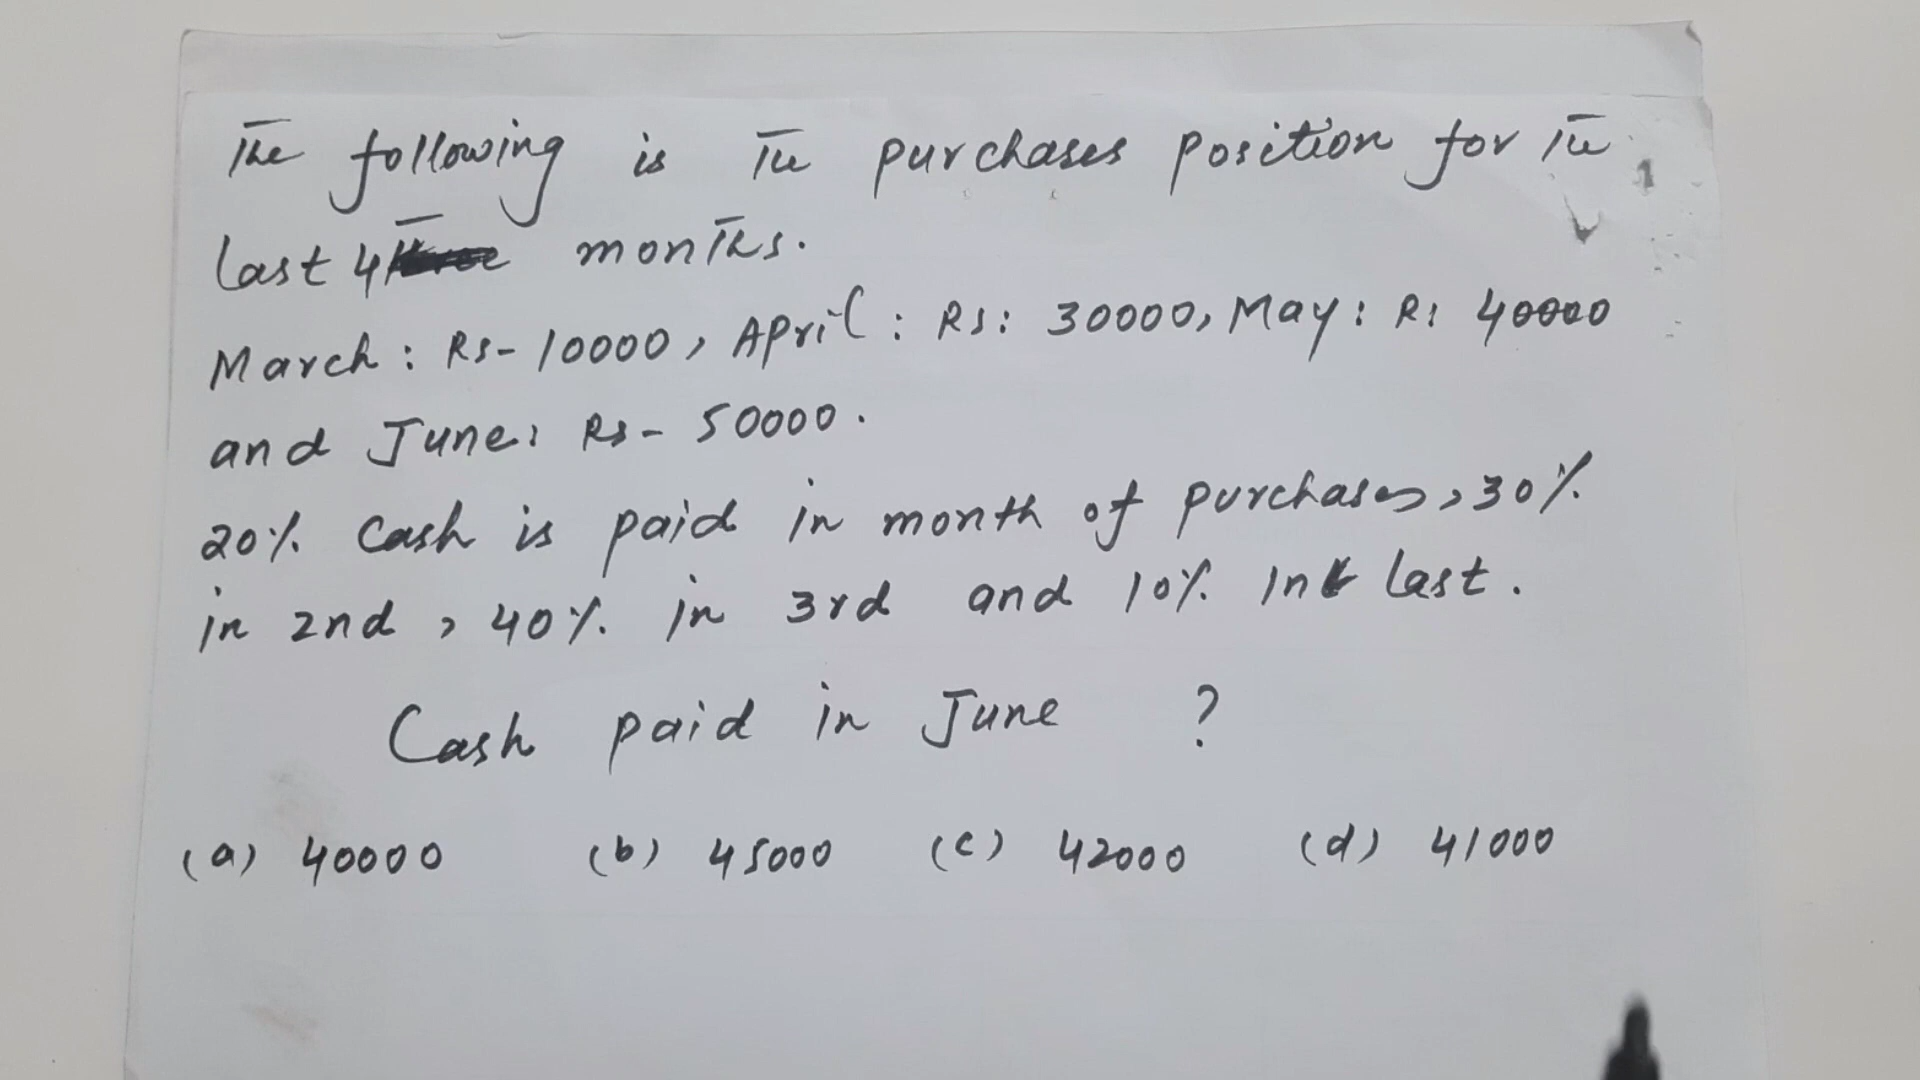 The following is the purchases position for the
last 4 months.
March : Rs- 10000, April : Rs: 30000, May : Rs 40000
and June: Rs- 50000.
20% Cash is paid in month of purchases, 30%
in 2nd, 40% in 3rd and 10% in last.
Cash paid in June ?
(a) 40000 (b) 45000 (c) 42000 (d) 41000